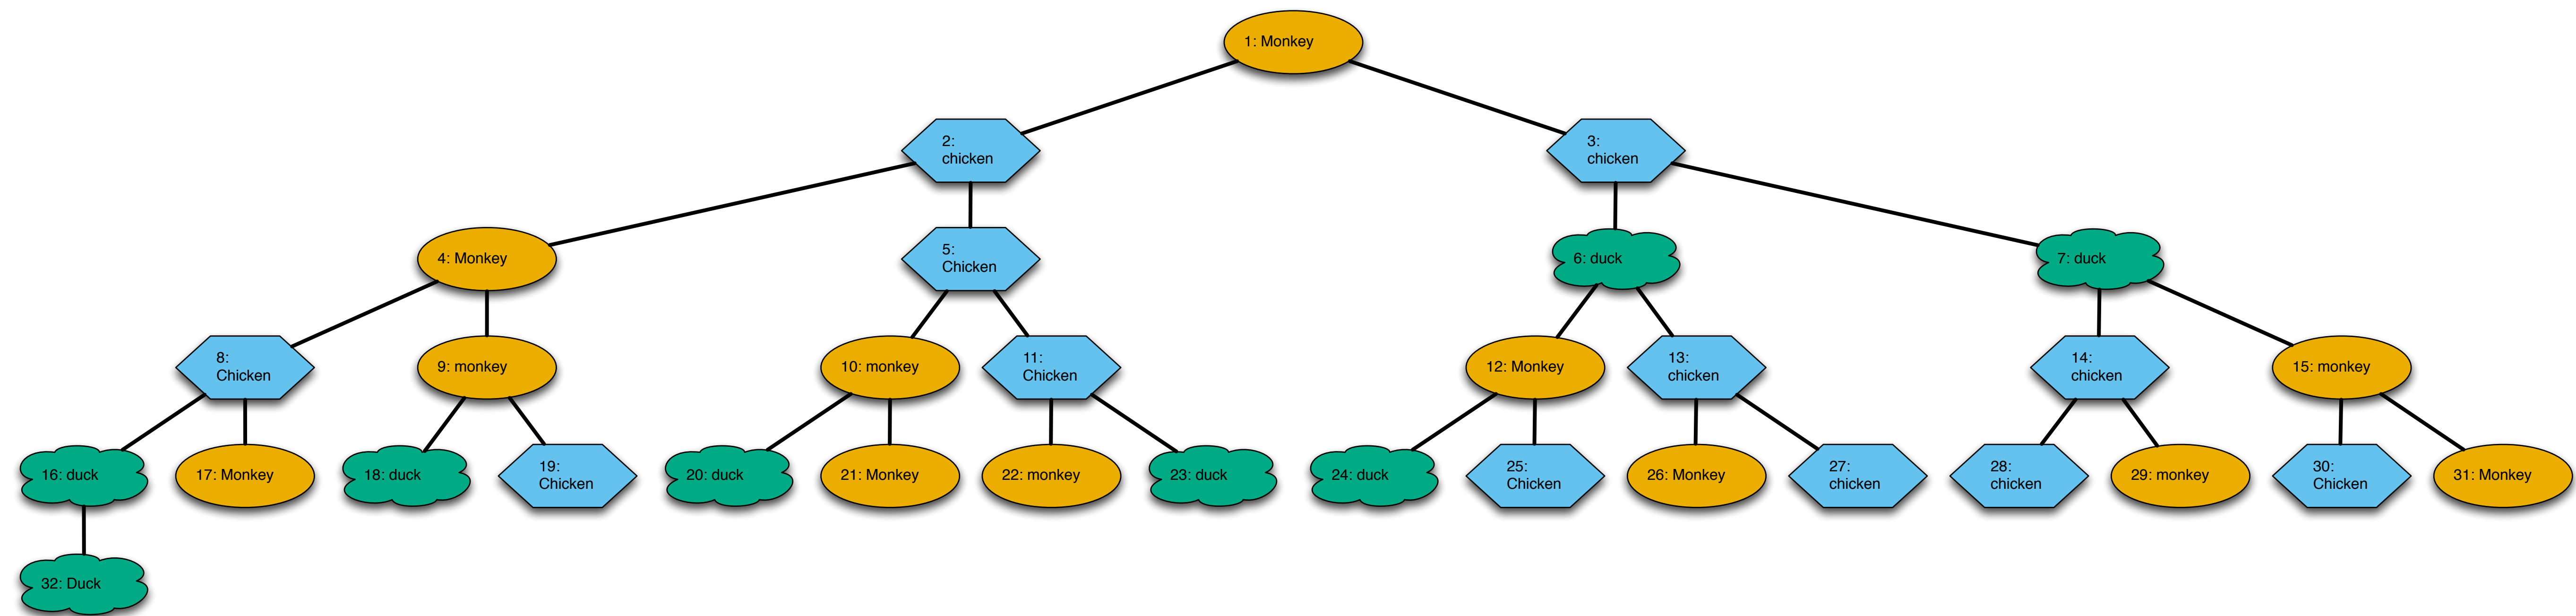 1: Monkey
2:
chicken
3:
chicken
4: Monkey
5:
Chicken
6: duck
7: duck
8:
Chicken
9: monkey
10: monkey
11:
Chicken
12: Monkey
13:
chicken
14:
chicken
15: monkey
16: duck
17: Monkey
18: duck
19:
Chicken
20: duck
21: Monkey
22: monkey
23: duck
24: duck
25:
Chicken
26: Monkey
27:
chicken
28:
chicken
29: monkey
30:
Chicken
31: Monkey
32: Duck